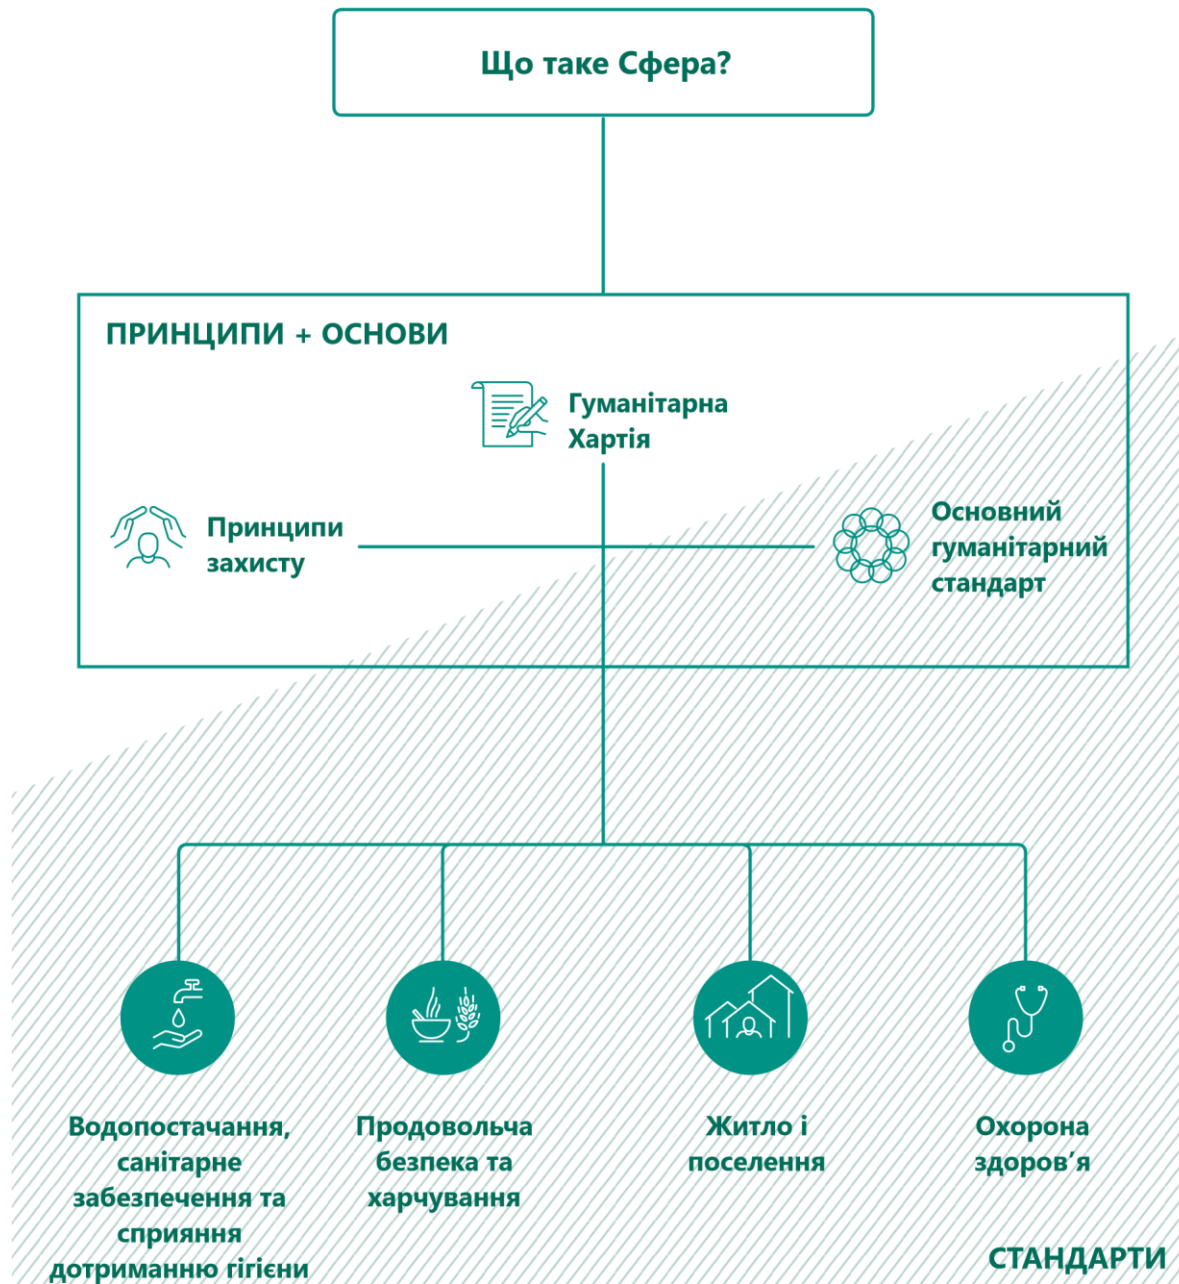 Що таке Сфера?
ПРИНЦИПИ + ОСНОВИ
Гуманітарна
Хартія
Принципи
захисту
Основний
гуманітарний
стандарт
Водопостачання,
санітарне
забезпечення та
сприяння
дотриманню гігієни
Продовольча
безпека та
харчування
Житло і
поселення
Охорона
здоров’я
СТАНДАРТИ